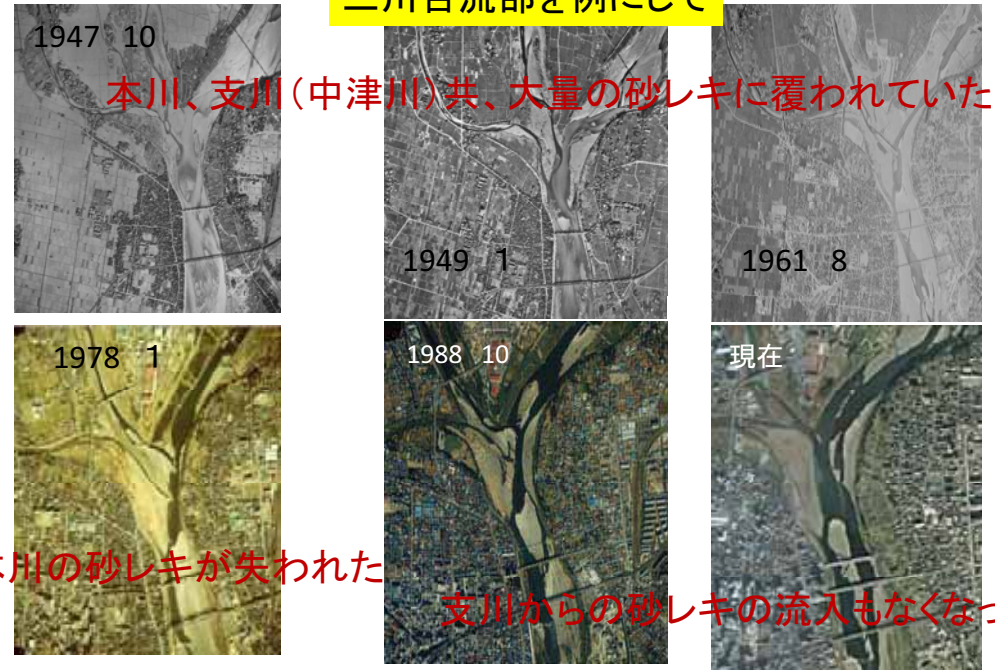 三川合流部を例にして
1947 10
本川、支川(中津川)共、大量の砂レキに覆われていた
1949 1
1961 8
1978 1
1988 10
現在
本川の砂レキが失われた
支川からの砂レキの流入もなくなっ